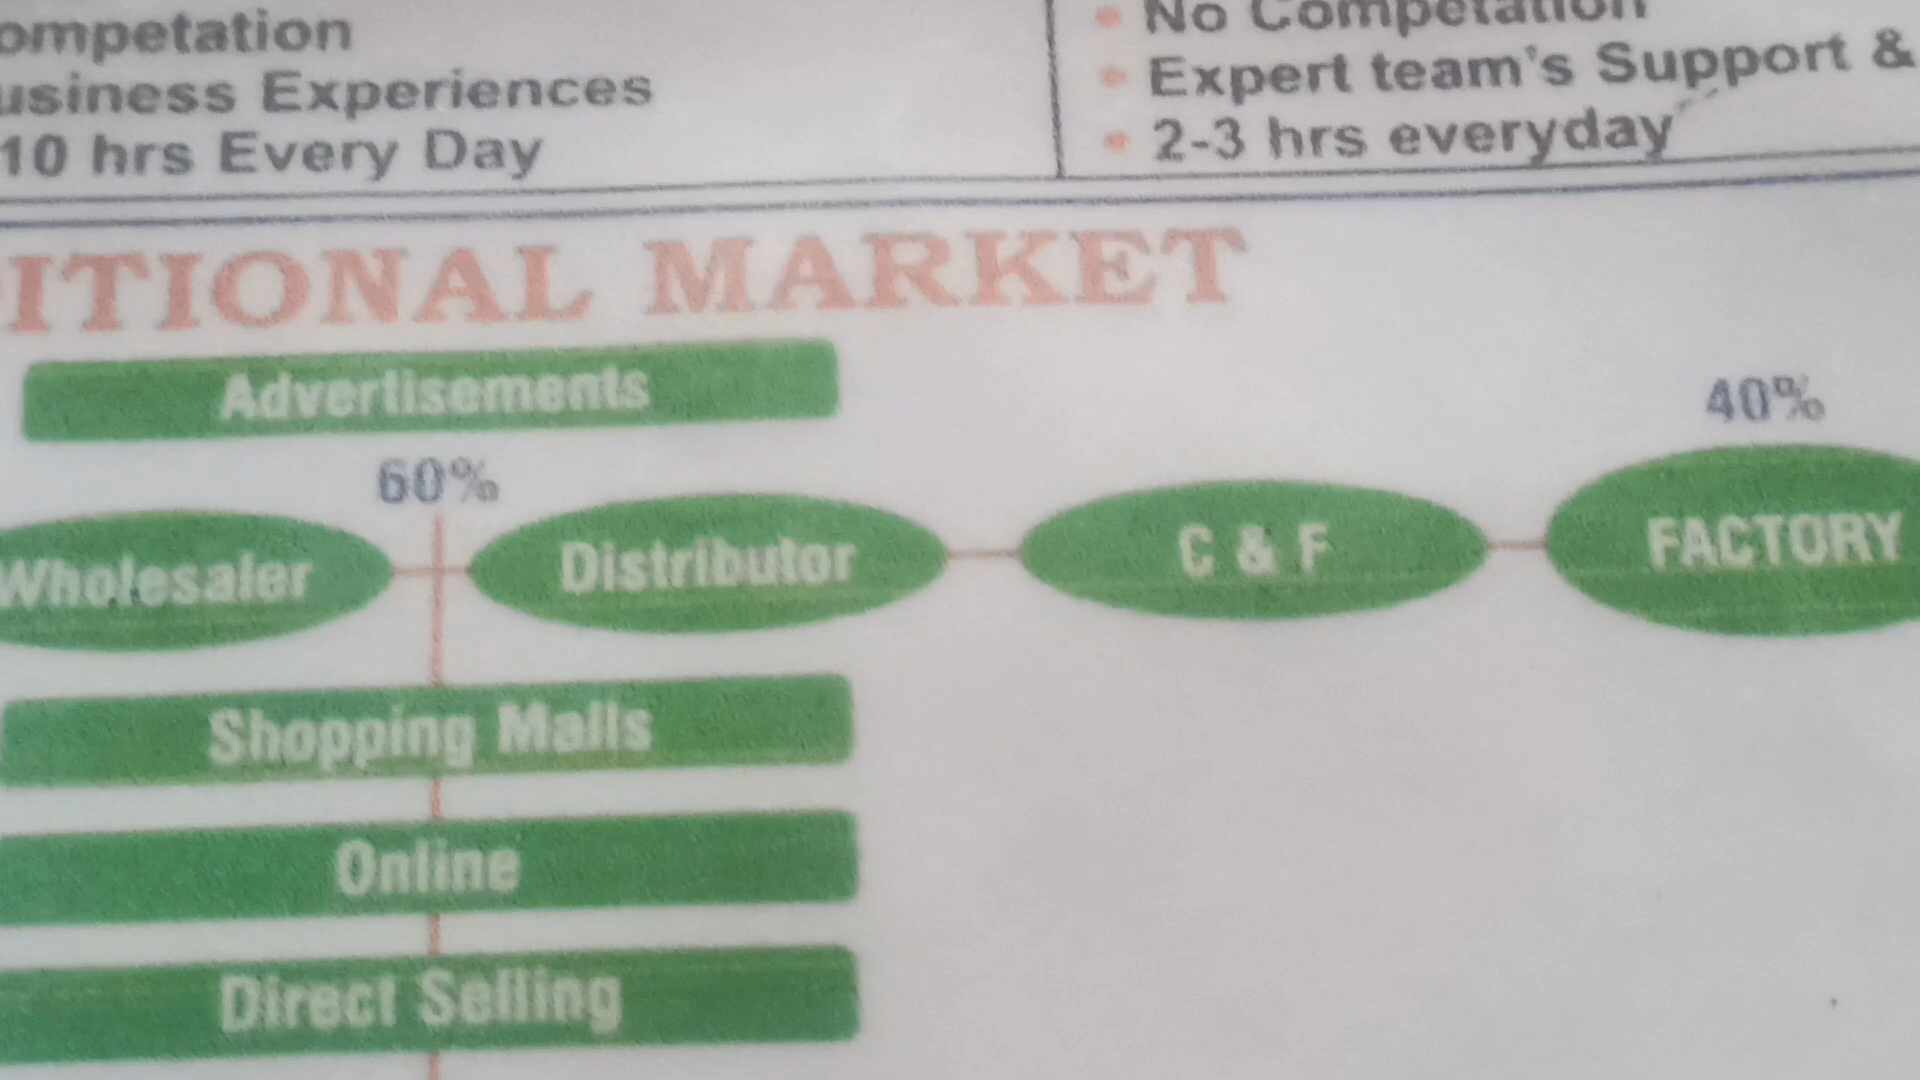 ompetation
usiness Experiences
10 hrs Every Day
No Competation
Expert team's Support &
2-3 hrs everyday
ITIONAL MARKET
Advertisements
40%
60%
Wholesaler
Distributor
C & F
FACTORY
Shopping Malls
Online
Direct Selling